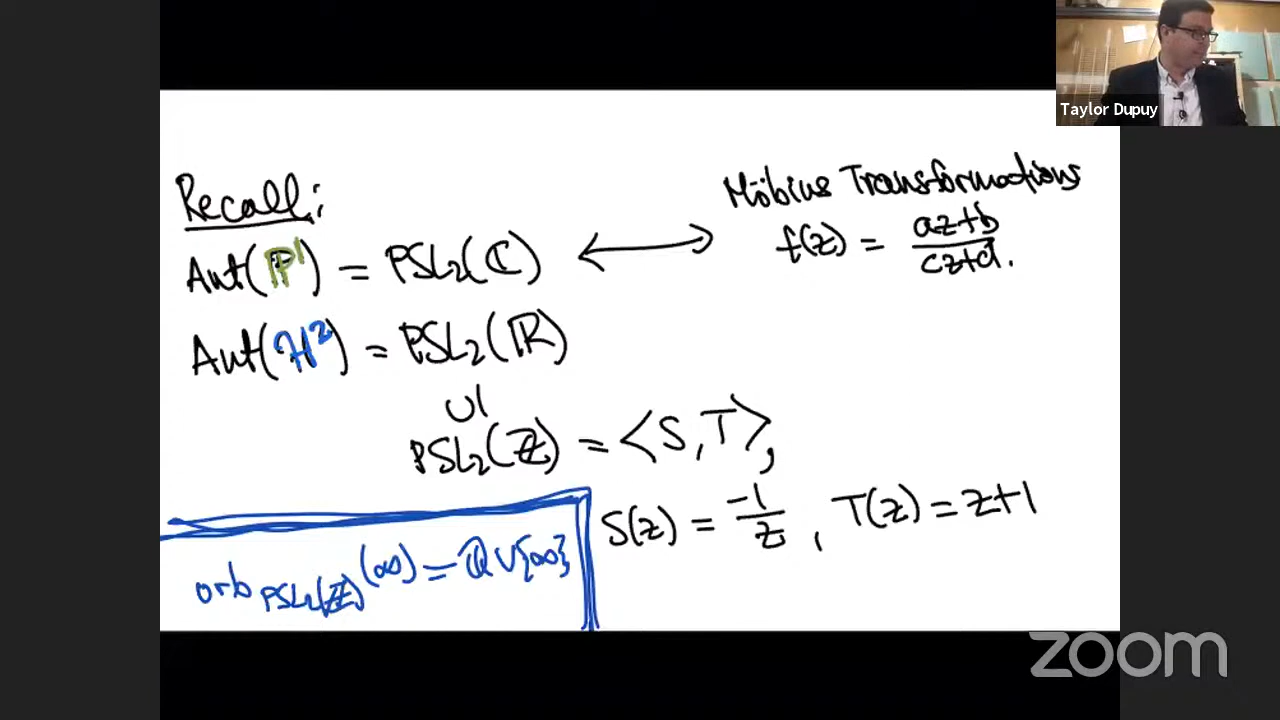 Taylor Dupuy
Recall:
Möbius Transformations
Aut(ℙ¹) = PSL₂(ℂ) ⟷ f(z) = (az+b)/(cz+d).
Aut(H²) = PSL₂(ℝ)
∪|
PSL₂(ℤ) = <S, T>,
S(z) = -1/z, T(z) = z+1
orb_PSL₂(ℤ)(∞) = ℚ ∪ {∞}
zoom